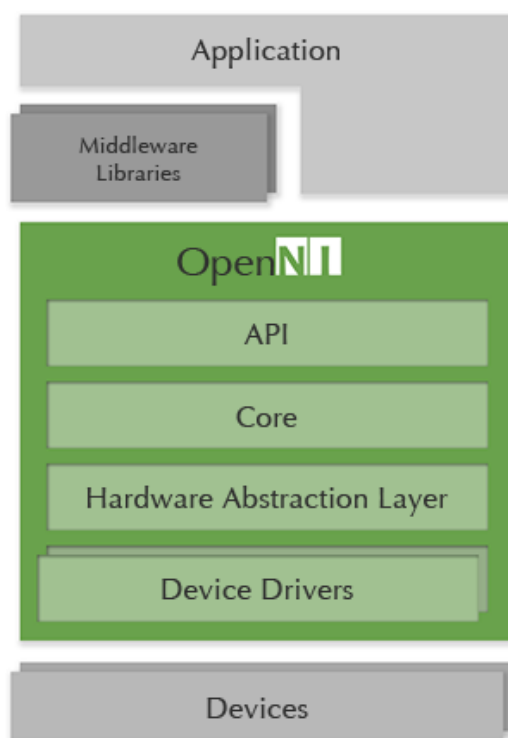 Application
Middleware
Libraries
OpenNI
API
Core
Hardware Abstraction Layer
Device Drivers
Devices